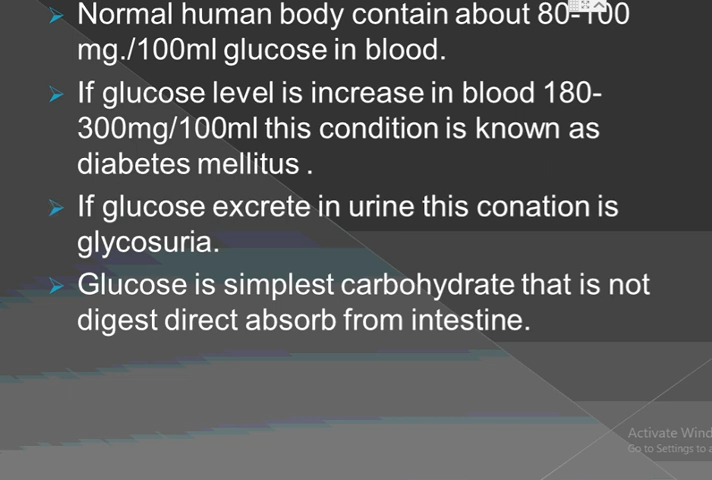 Normal human body contain about 80-100
mg./100ml glucose in blood.
If glucose level is increase in blood 180-
300mg/100ml this condition is known as
diabetes mellitus .
If glucose excrete in urine this conation is
glycosuria.
Glucose is simplest carbohydrate that is not
digest direct absorb from intestine.
Activate Wind
Go to Settings to a